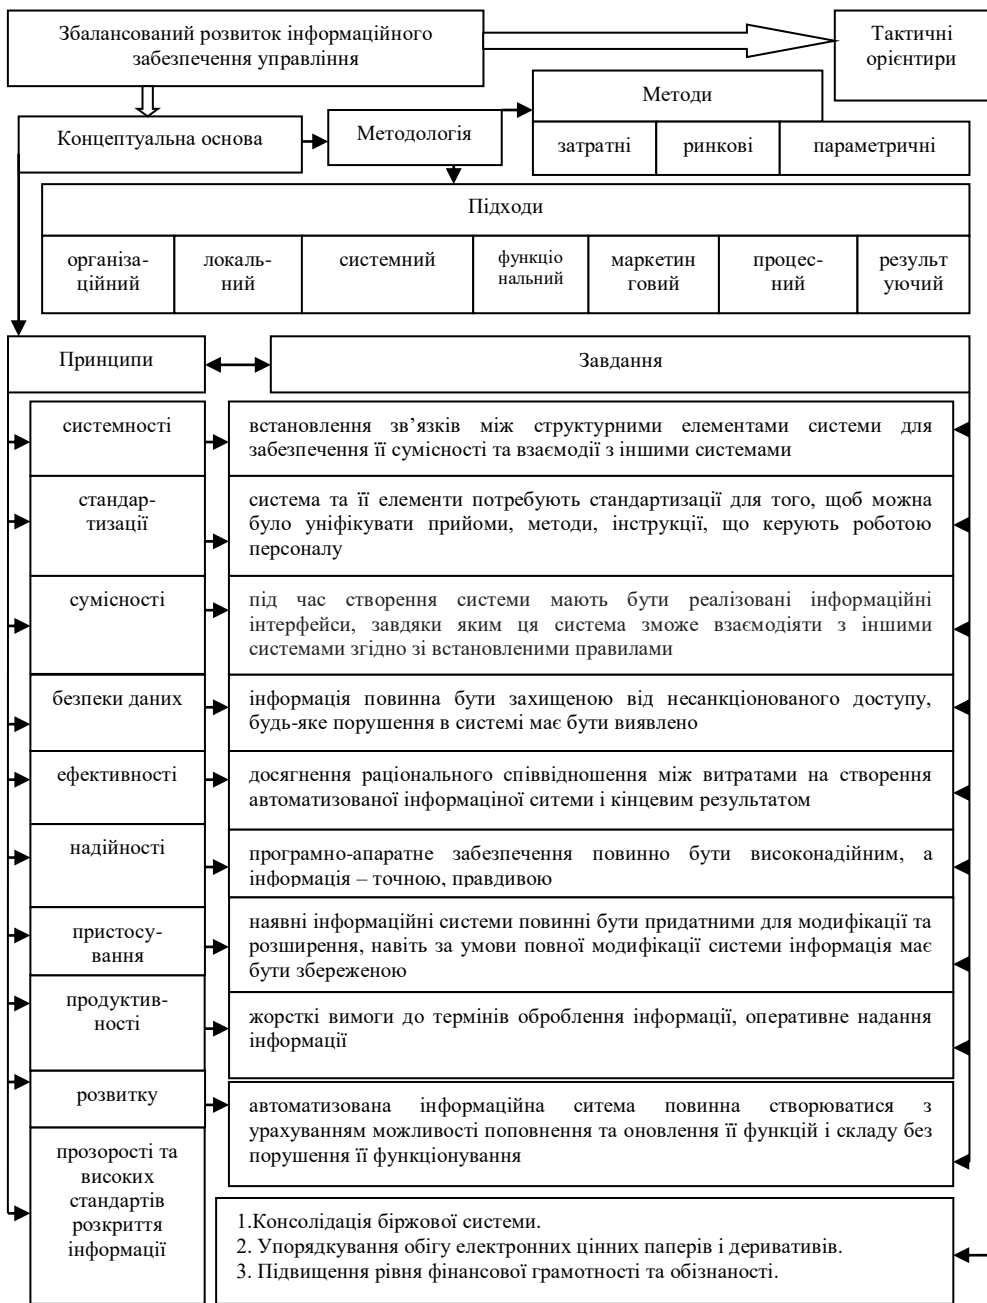 Збалансований розвиток інформаційного
забезпечення управління
Тактичні
орієнтири
Концептуальна основа
Методологія
Методи
затратні
ринкові
параметричні
Підходи
організа-
ційний
локаль-
ний
системний
функціо
нальний
маркетин
говий
процес-
ний
результ
уючий
Принципи
Завдання
системності
встановлення зв’язків між структурними елементами системи для
забезпечення її сумісності та взаємодії з іншими системами
стандар-
тизації
система та її елементи потребують стандартизації для того, щоб можна
було уніфікувати прийоми, методи, інструкції, що керують роботою
персоналу
сумісності
під час створення системи мають бути реалізовані інформаційні
інтерфейси, завдяки яким ця система зможе взаємодіяти з іншими
системами згідно зі встановленими правилами
безпеки даних
інформація повинна бути захищеною від несанкціонованого доступу,
будь-яке порушення в системі має бути виявлено
ефективності
досягнення раціонального співвідношення між витратами на створення
автоматизованої інформаціної ситеми і кінцевим результатом
надійності
програмно-апаратне забезпечення повинно бути високонадійним, а
інформація – точною, правдивою
пристосу-
вання
наявні інформаційні системи повинні бути придатними для модифікації та
розширення, навіть за умови повної модифікації системи інформація має
бути збереженою
продуктив-
ності
жорсткі вимоги до термінів оброблення інформації, оперативне надання
інформації
розвитку
автоматизована інформаційна ситема повинна створюватися з
урахуванням можливості поповнення та оновлення її функцій і складу без
порушення її функціонування
прозорості та
високих
стандартів
розкриття
інформації
1.Консолідація біржової системи.
2. Упорядкування обігу електронних цінних паперів і деривативів.
3. Підвищення рівня фінансової грамотності та обізнаності.